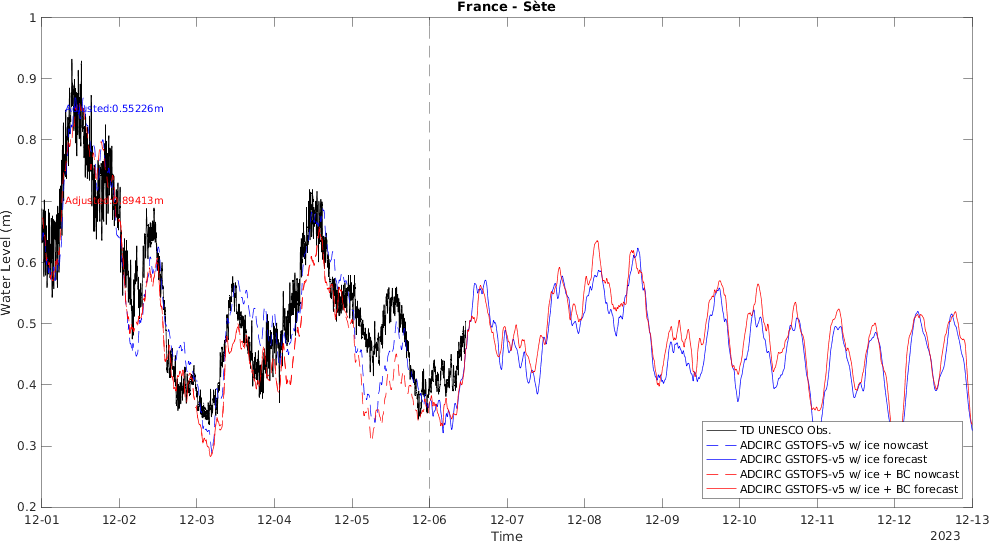 France - Sète
Water Level (m)
1
0.9
0.8
0.7
0.6
0.5
0.4
0.3
0.2
Adjusted:0.55226m
TD UNESCO Obs.
ADCIRC GSTOFS-v5 w/ ice nowcast
ADCIRC GSTOFS-v5 w/ ice forecast
ADCIRC GSTOFS-v5 w/ ice + BC nowcast
ADCIRC GSTOFS-v5 w/ ice + BC forecast
12-01 12-02 12-03 12-04 12-05 12-06 12-07 12-08 12-09 12-10 12-11 12-12 12-13
Time
2023